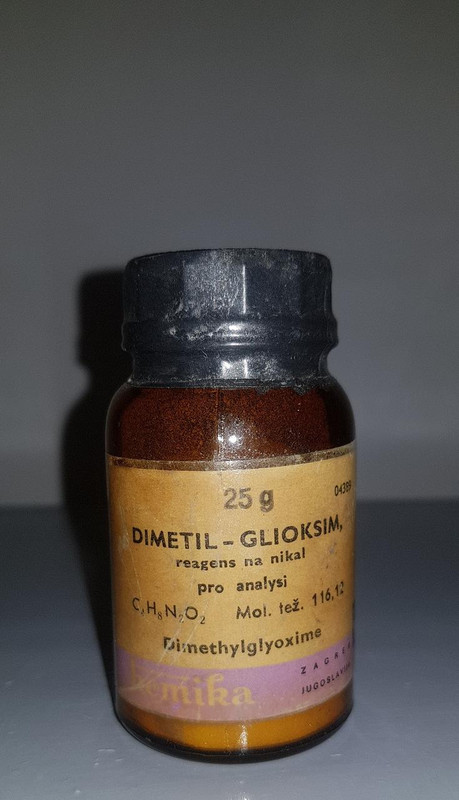 25 g
DIMETIL-GLIOKSIM,
reagens na nikal
pro analysi
C₄H₈N₂O₂ Mol. tež. 116,12
Dimethylglyoxime
kemika